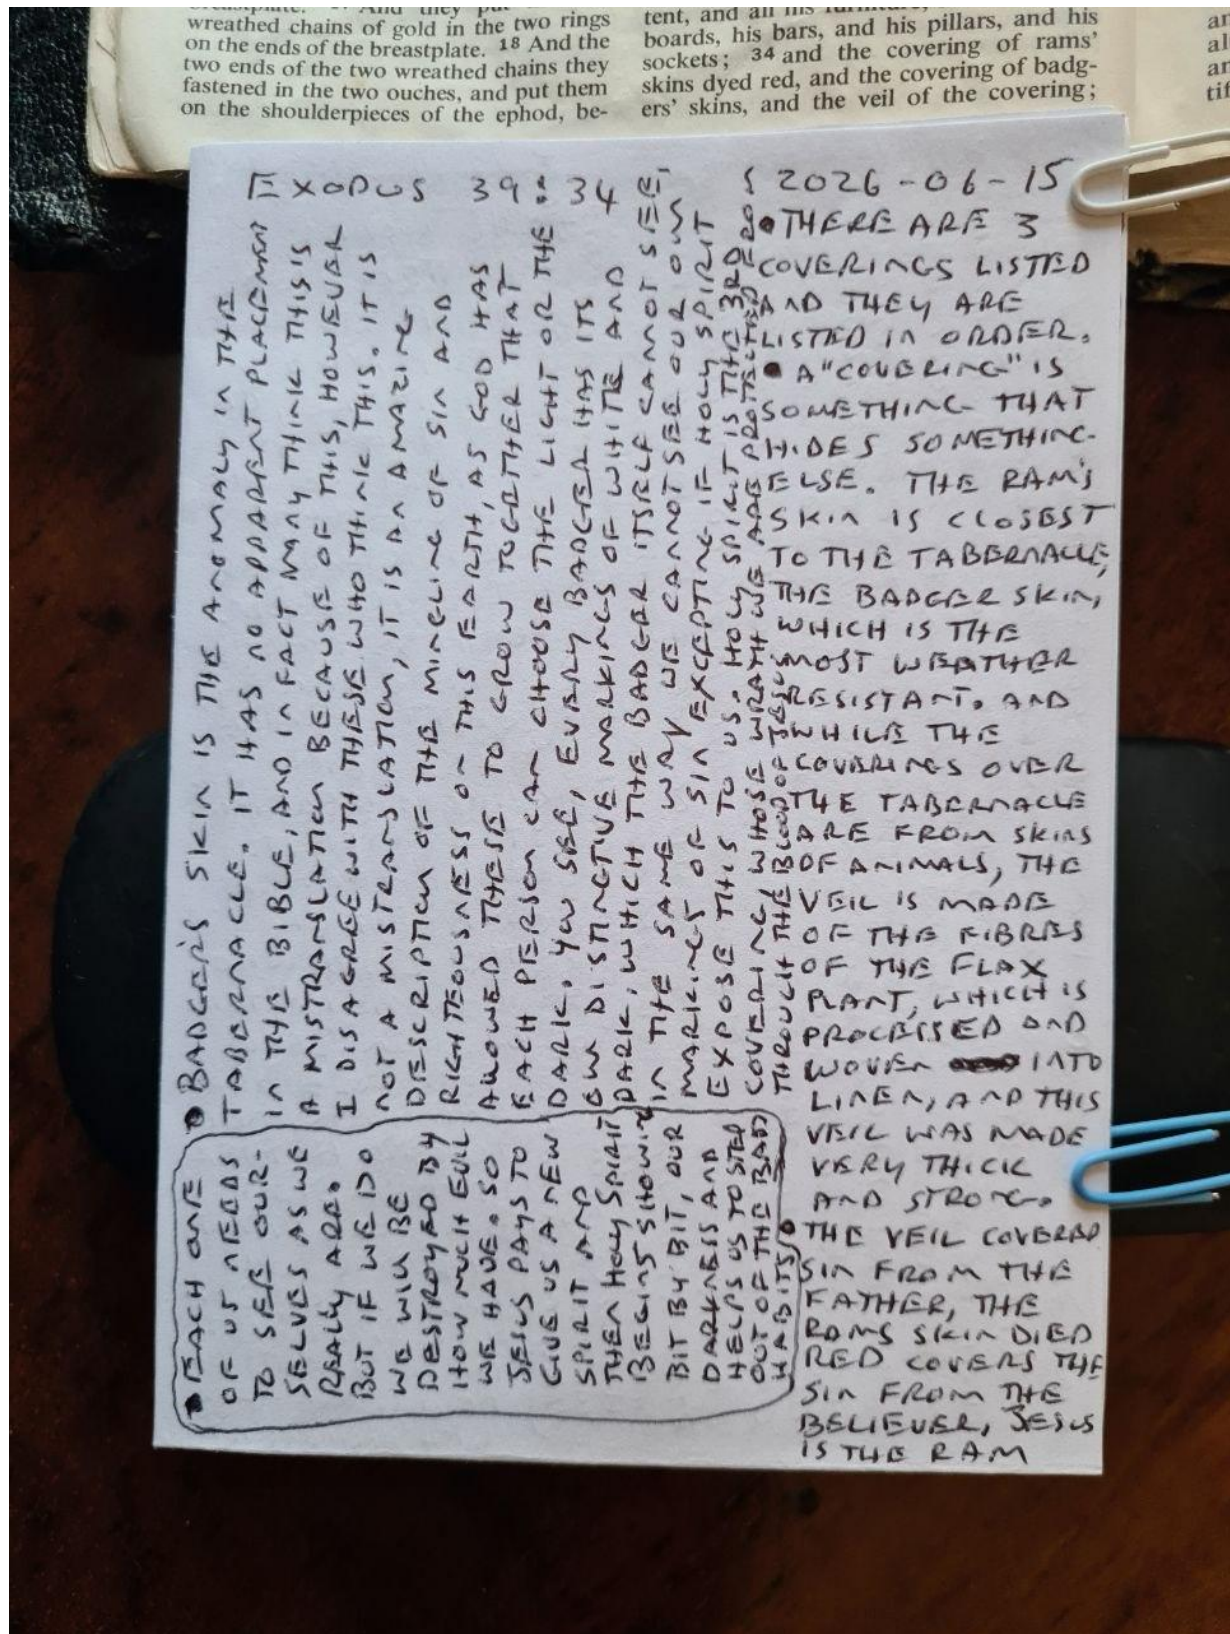 wreathed chains of gold in the two rings
on the ends of the breastplate. 18 And the
two ends of the two wreathed chains they
fastened in the two ouches, and put them
on the shoulderpieces of the ephod, be-
tent, and all his furniture,
boards, his bars, and his pillars, and his
sockets; 34 and the covering of rams'
skins dyed red, and the covering of badg-
ers' skins, and the veil of the covering;
an
al
an
tif
EXODUS 39:34
2026-06-15
• THERE ARE 3
COVERINGS LISTED
AND THEY ARE
LISTED IN ORDER.
• A "COVERING" IS
SOMETHING THAT
HIDES SOMETHING
ELSE. THE RAM'S
SKIN IS CLOSEST
TO THE TABERNACLE,
THE BADGER SKIN,
WHICH IS THE
MOST WEATHER
RESISTANT. AND
WHILE THE
COVERINGS OVER
THE TABERNACLE
ARE FROM SKINS
OF ANIMALS, THE
VEIL IS MADE
OF THE FIBRES
OF THE FLAX
PLANT, WHICH IS
PROCESSED AND
WOVEN INTO
LINEN, AND THIS
VEIL WAS MADE
VERY THICK
AND STRONG.
THE VEIL COVERED
SIN FROM THE
FATHER, THE
RAMS SKIN DIED
RED COVERS THE
SIN FROM THE
BELIEVER, JESUS
IS THE RAM
• BADGER'S SKIN IS THE ANOMALY IN THE
TABERNACLE. IT HAS NO APPARENT PLACEMENT
IN THE BIBLE, AND IN FACT MANY THINK THIS IS
A MISTRANSLATION BECAUSE OF THIS, HOWEVER
I DISAGREE WITH THESE WHO THINK THIS. IT IS
NOT A MISTRANSLATION, IT IS AN AMAZING
DESCRIPTION OF THE MINGLING OF SIN AND
RIGHTEOUSNESS ON THIS EARTH, AS GOD HAS
ALLOWED THESE TO GROW TOGETHER THAT
EACH PERSON CAN CHOOSE THE LIGHT OR THE
DARK. YOU SEE, EVERY BADGER HAS ITS
OWN DISTINCTIVE MARKINGS OF WHITE AND
DARK, WHICH THE BADGER ITSELF CANNOT SEE,
IN THE SAME WAY WE CANNOT SEE OUR OWN
MARKINGS OF SIN EXCEPTING IF HOLY SPIRIT
EXPOSE THIS TO US. HOLY SPIRIT IS THE 3RD
COVERING WHOSE WRATH WE ARE PROTECTED
THROUGH THE BLOOD OF JESUS
• EACH ONE
OF US NEEDS
TO SEE OUR-
SELVES AS WE
REALLY ARE.
BUT IF WE DO
WE WILL BE
DESTROYED BY
HOW MUCH EVIL
WE HAVE. SO
JESUS PAYS TO
GIVE US A NEW
SPIRIT AND
THEN HOLY SPIRIT
BEGINS SHOWING
BIT BY BIT, OUR
DARKNESS AND
HELPS US TO STEP
OUT OF THE BAD
HABITS.